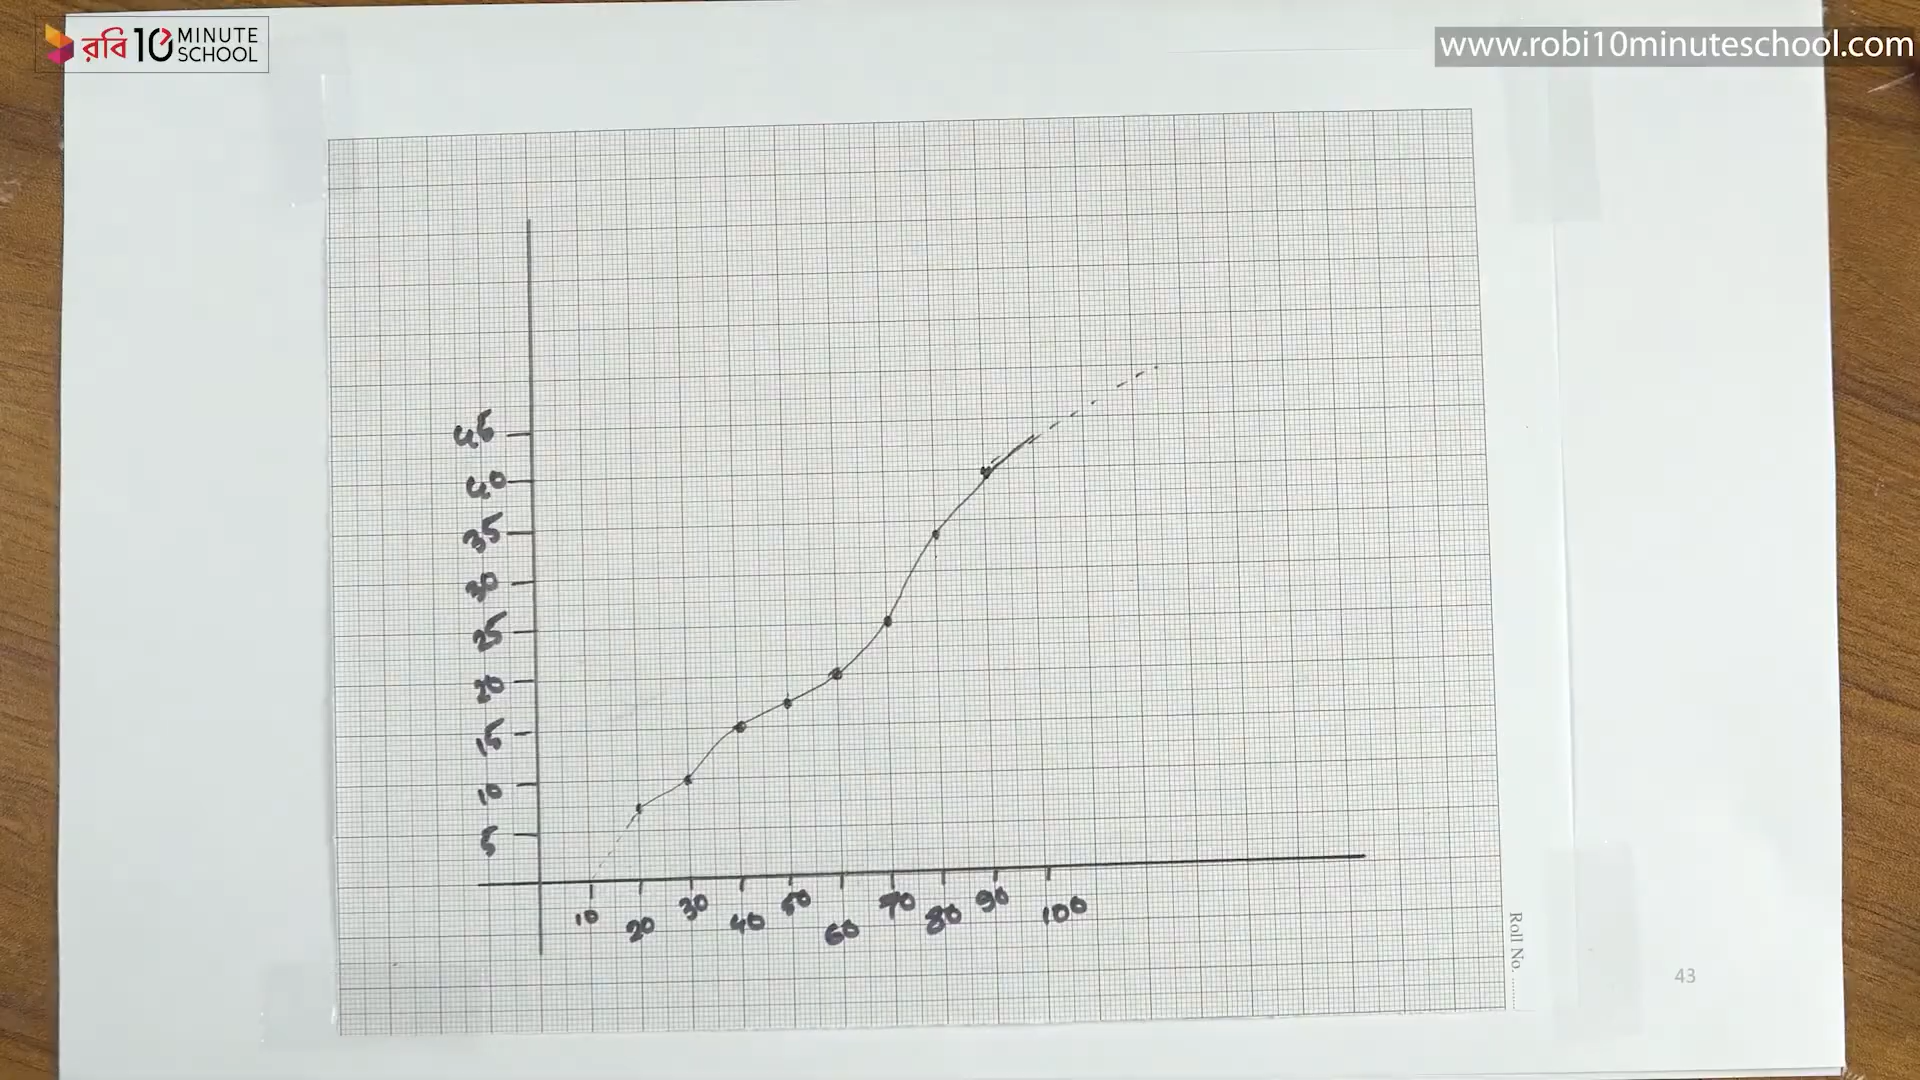 রবি 10 MINUTE SCHOOL
www.robi10minuteschool.com
45
40
35
30
25
20
15
10
5
10 20 30 40 50 60 70 80 90 100
Roll No. ........
43